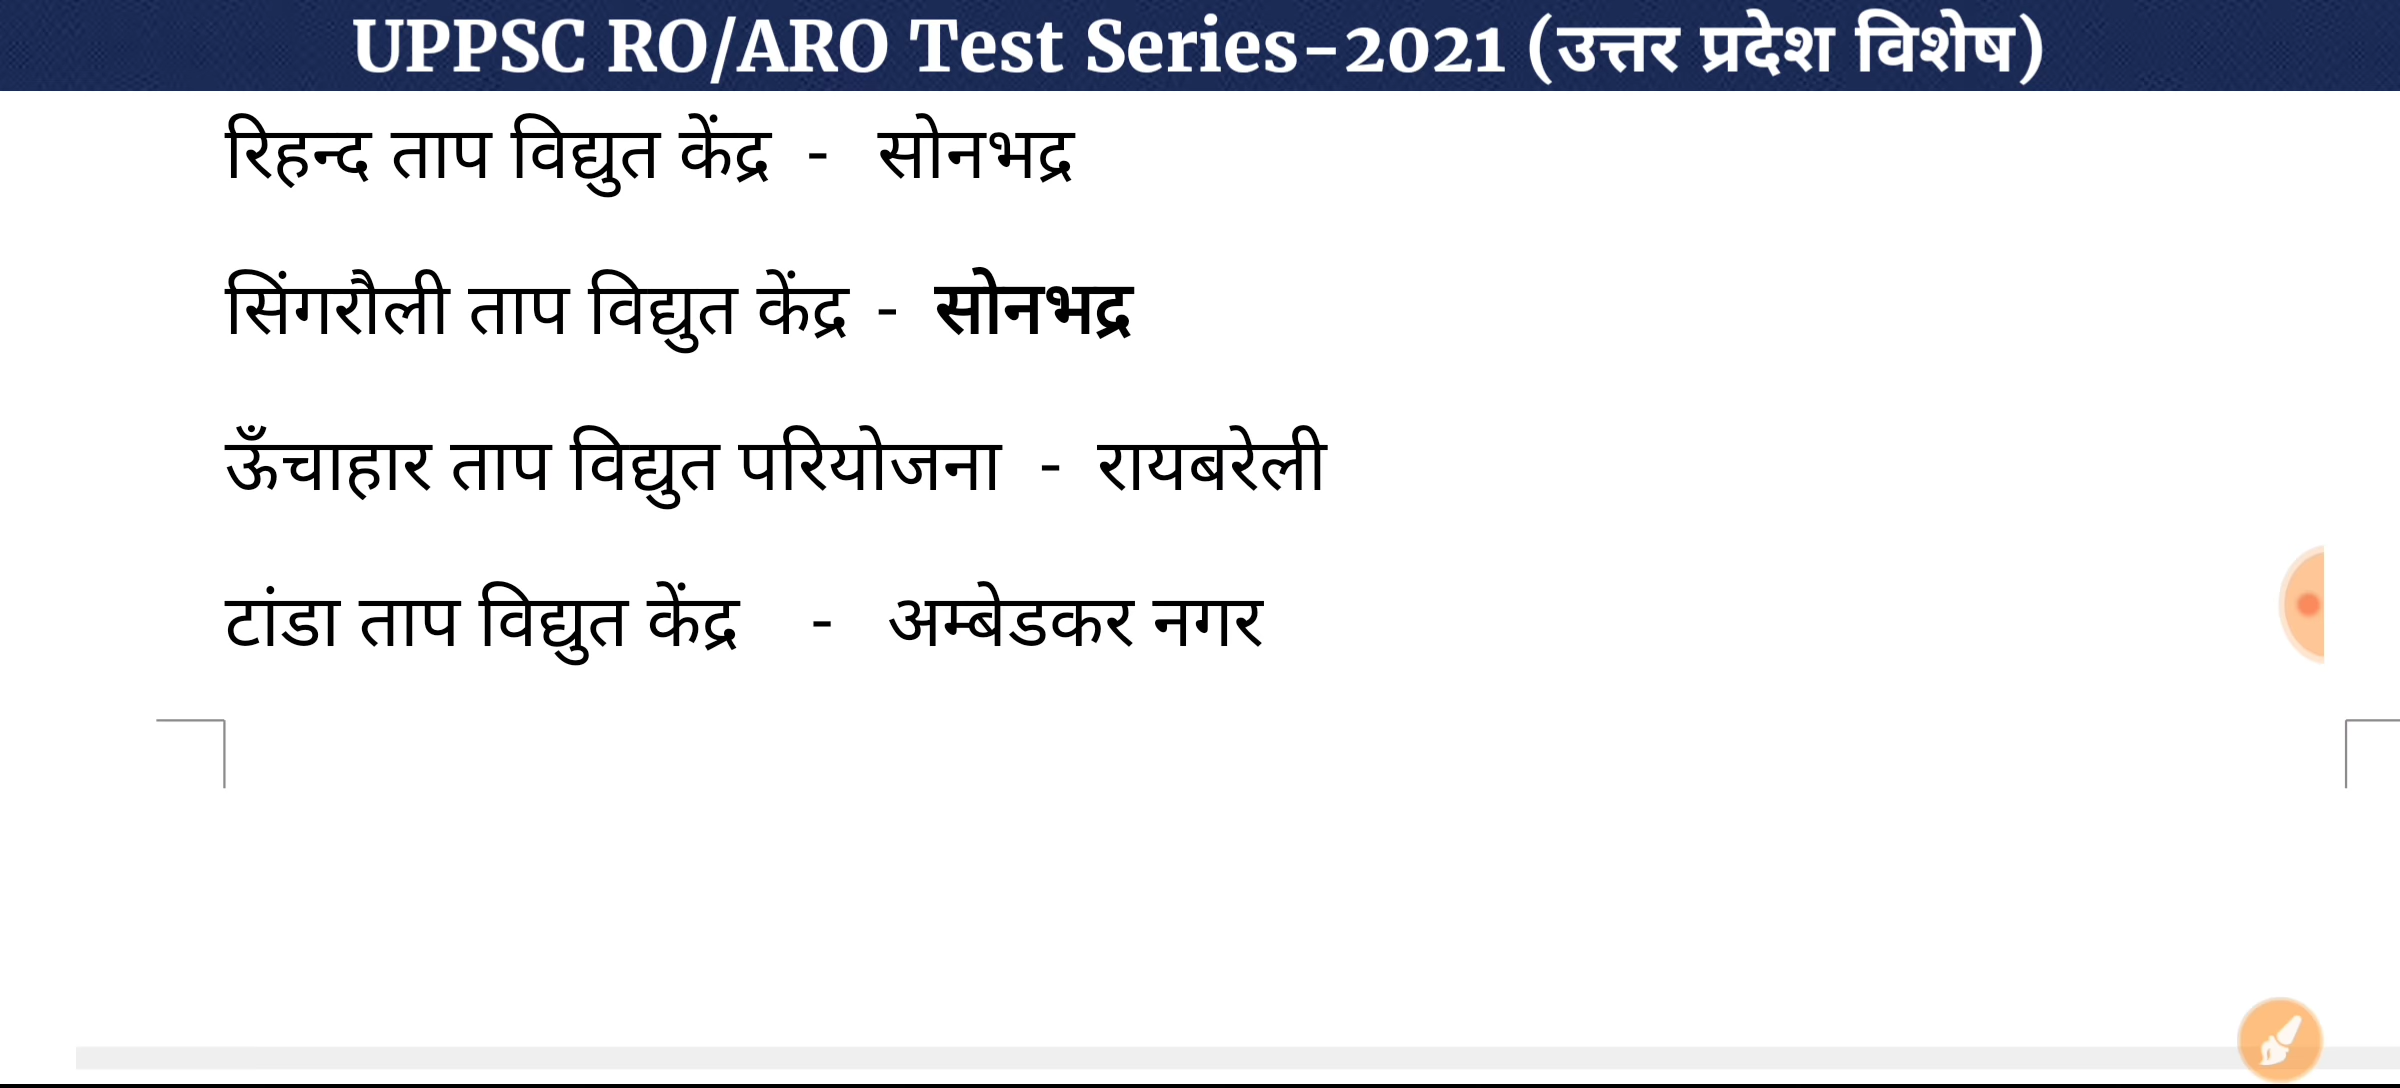 UPPSC RO/ARO Test Series-2021 (उत्तर प्रदेश विशेष)
रिहन्द ताप विद्युत केंद्र - सोनभद्र
सिंगरौली ताप विद्युत केंद्र - सोनभद्र
ऊँचाहार ताप विद्युत परियोजना - रायबरेली
टांडा ताप विद्युत केंद्र - अम्बेडकर नगर